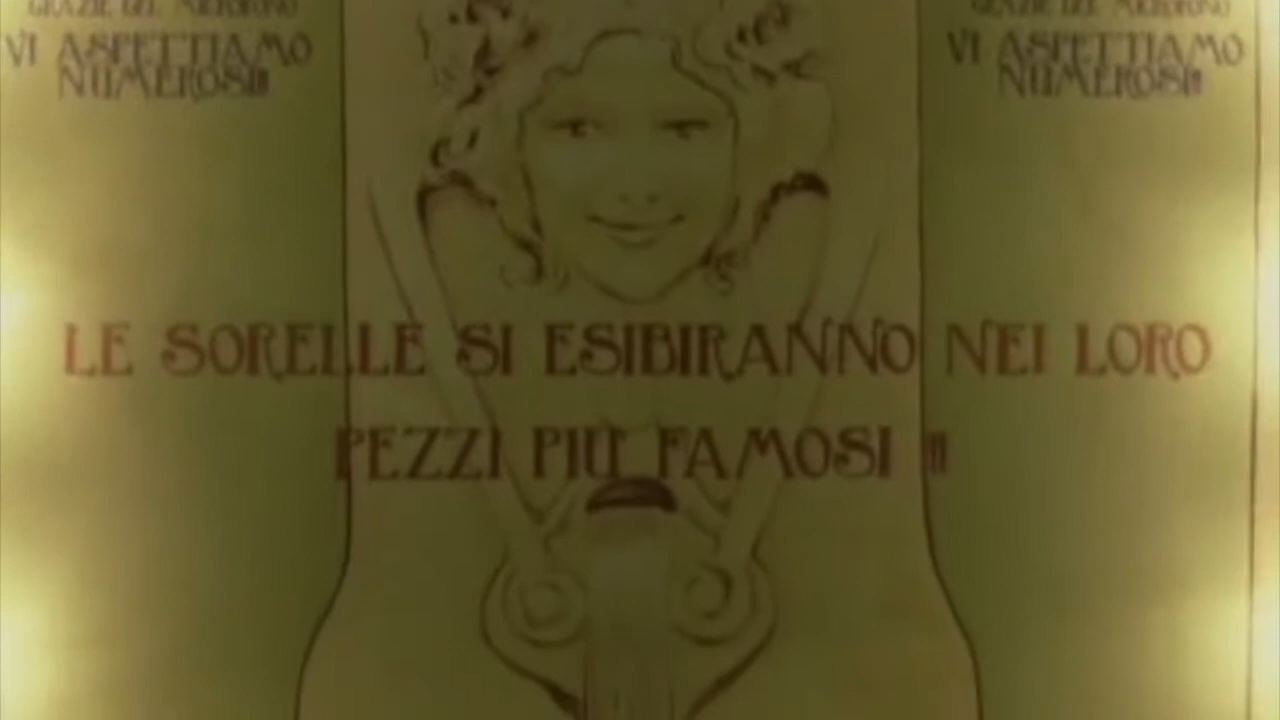 VI ASPETTIAMO
NUMEROSI!!
VI ASPETTIAMO
NUMEROSI!!
LE SORELLE SI ESIBIRANNO NEI LORO
PEZZI PIU' FAMOSI !!